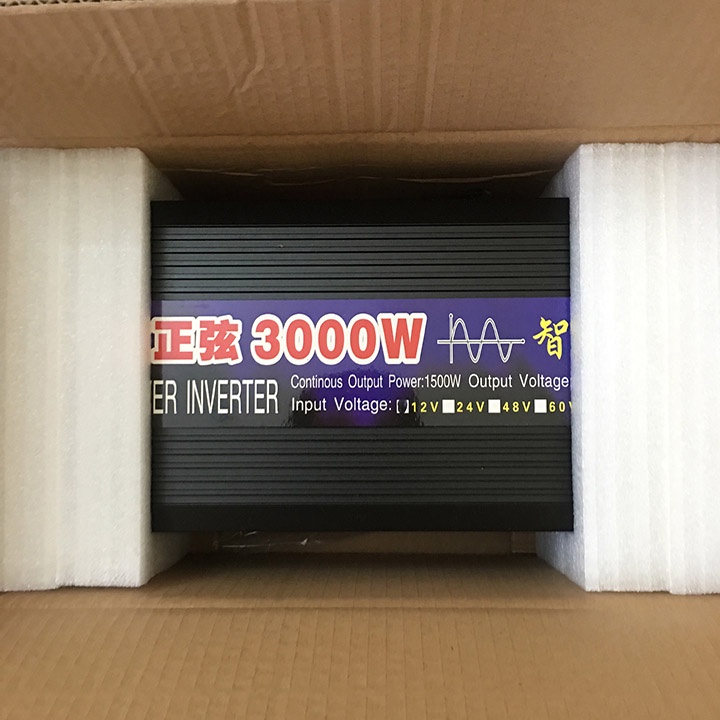 正弦 3000W 智
ER INVERTER
Continous Output Power:1500W Output Voltage
Input Voltage:[ ]12V 24V 48V 60V